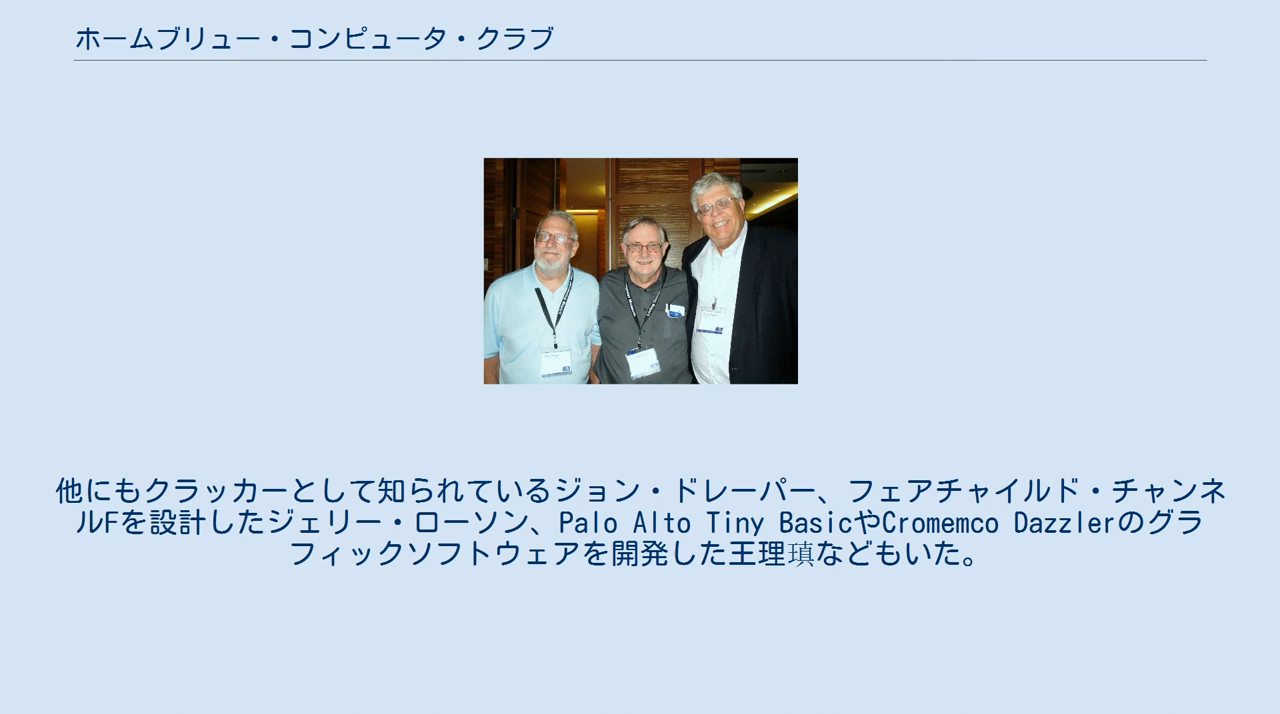 ホームブリュー・コンピュータ・クラブ
他にもクラッカーとして知られているジョン・ドレーパー、フェアチャイルド・チャンネ
ルFを設計したジェリー・ローソン、Palo Alto Tiny BasicやCromemco Dazzlerのグラ
フィックソフトウェアを開発した王理瑱などもいた。